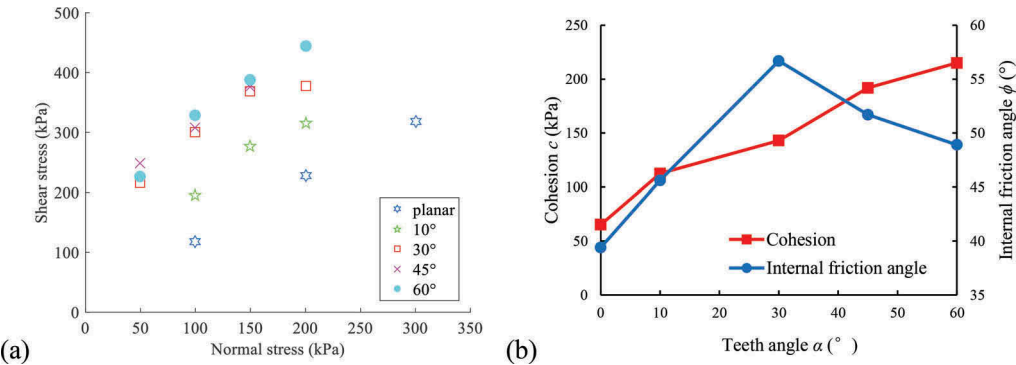 500
400
300
200
100
0
Shear stress (kPa)
0 50 100 150 200 250 300 350
Normal stress (kPa)
planar
10°
30°
45°
60°
(a)
250
200
150
100
50
0
Cohesion c (kPa)
60
55
50
45
40
35
Internal friction angle ϕ (°)
Cohesion
Internal friction angle
0 10 20 30 40 50 60
Teeth angle α (°)
(b)